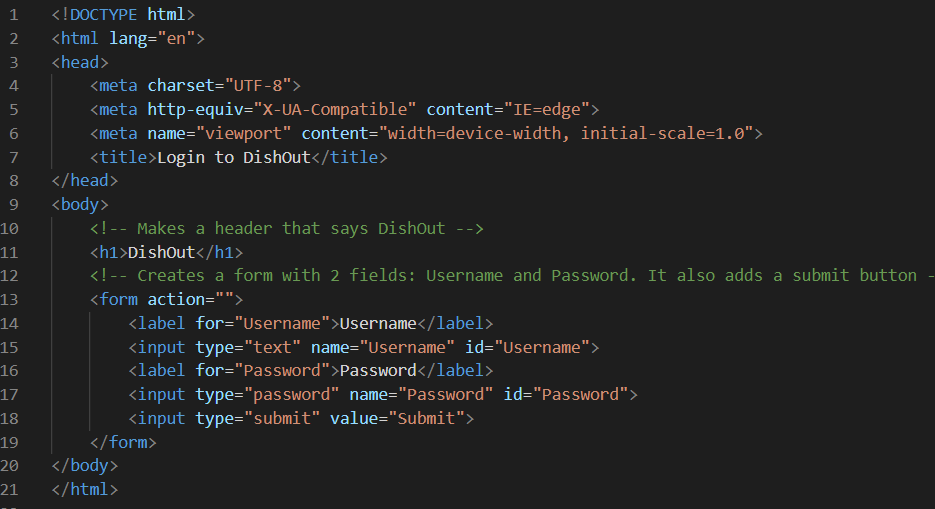 1 <!DOCTYPE html>
2 <html lang="en">
3 <head>
4     <meta charset="UTF-8">
5     <meta http-equiv="X-UA-Compatible" content="IE=edge">
6     <meta name="viewport" content="width=device-width, initial-scale=1.0">
7     <title>Login to DishOut</title>
8 </head>
9 <body>
10     <!-- Makes a header that says DishOut -->
11     <h1>DishOut</h1>
12     <!-- Creates a form with 2 fields: Username and Password. It also adds a submit button -
13     <form action="">
14         <label for="Username">Username</label>
15         <input type="text" name="Username" id="Username">
16         <label for="Password">Password</label>
17         <input type="password" name="Password" id="Password">
18         <input type="submit" value="Submit">
19     </form>
20 </body>
21 </html>